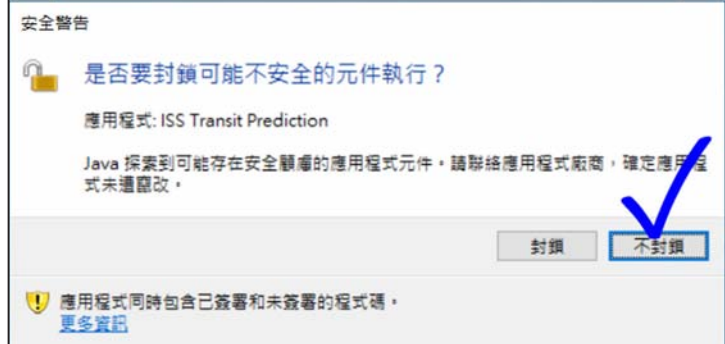 安全警告
是否要封鎖可能不安全的元件執行？
應用程式: ISS Transit Prediction
Java 探索到可能存在安全顧慮的應用程式元件。請聯絡應用程式廠商，確定應用程
式未遭竄改。
封鎖
不封鎖
應用程式同時包含已簽署和未簽署的程式碼。
更多資訊